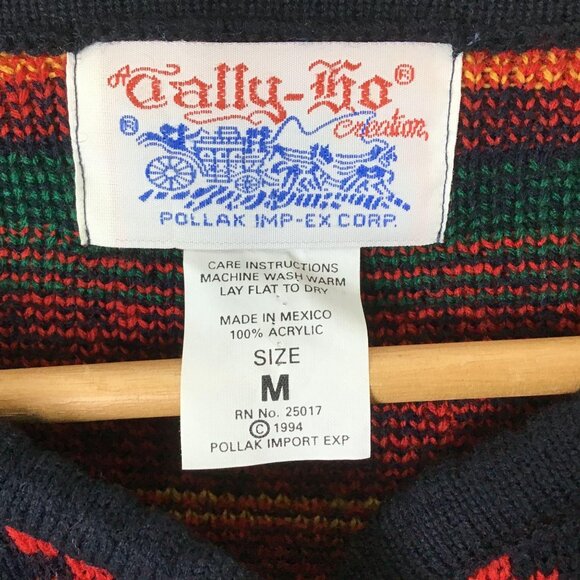 A Tally-Ho ®
Creation,
®
POLLAK IMP-EX CORP.
CARE INSTRUCTIONS
MACHINE WASH WARM
LAY FLAT TO DRY
MADE IN MEXICO
100% ACRYLIC
SIZE
M
RN No. 25017
© 1994
POLLAK IMPORT EXP